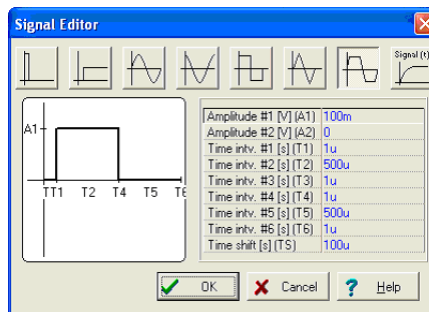 Signal Editor
Signal (t)
A1
TT1 T2 T4 T5 T6
Amplitude #1 [V] (A1) 100m
Amplitude #2 [V] (A2) 0
Time intv. #1 [s] (T1) 1u
Time intv. #2 [s] (T2) 500u
Time intv. #3 [s] (T3) 1u
Time intv. #4 [s] (T4) 1u
Time intv. #5 [s] (T5) 500u
Time intv. #6 [s] (T6) 1u
Time shift [s] (TS) 100u
OK Cancel ? Help